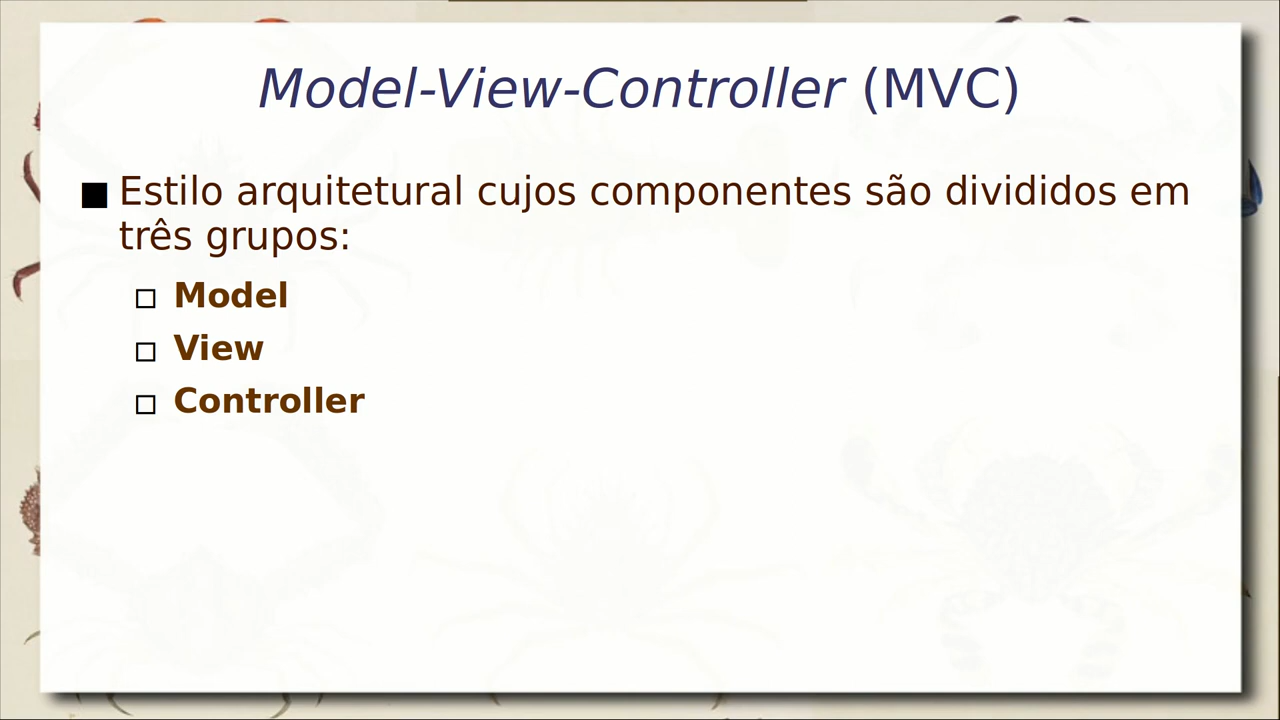 Model-View-Controller (MVC)
Estilo arquitetural cujos componentes são divididos em
três grupos:
Model
View
Controller